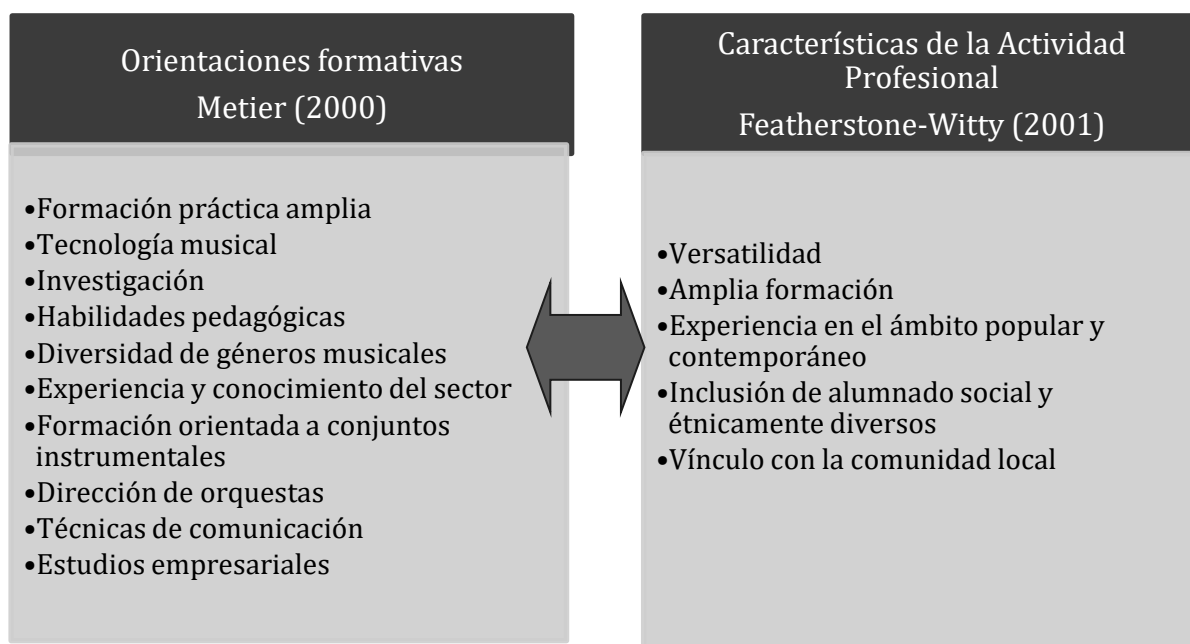 Orientaciones formativas
Metier (2000)
•Formación práctica amplia
•Tecnología musical
•Investigación
•Habilidades pedagógicas
•Diversidad de géneros musicales
•Experiencia y conocimiento del sector
•Formación orientada a conjuntos
instrumentales
•Dirección de orquestas
•Técnicas de comunicación
•Estudios empresariales
Características de la Actividad
Profesional
Featherstone-Witty (2001)
•Versatilidad
•Amplia formación
•Experiencia en el ámbito popular y
contemporáneo
•Inclusión de alumnado social y
étnicamente diversos
•Vínculo con la comunidad local